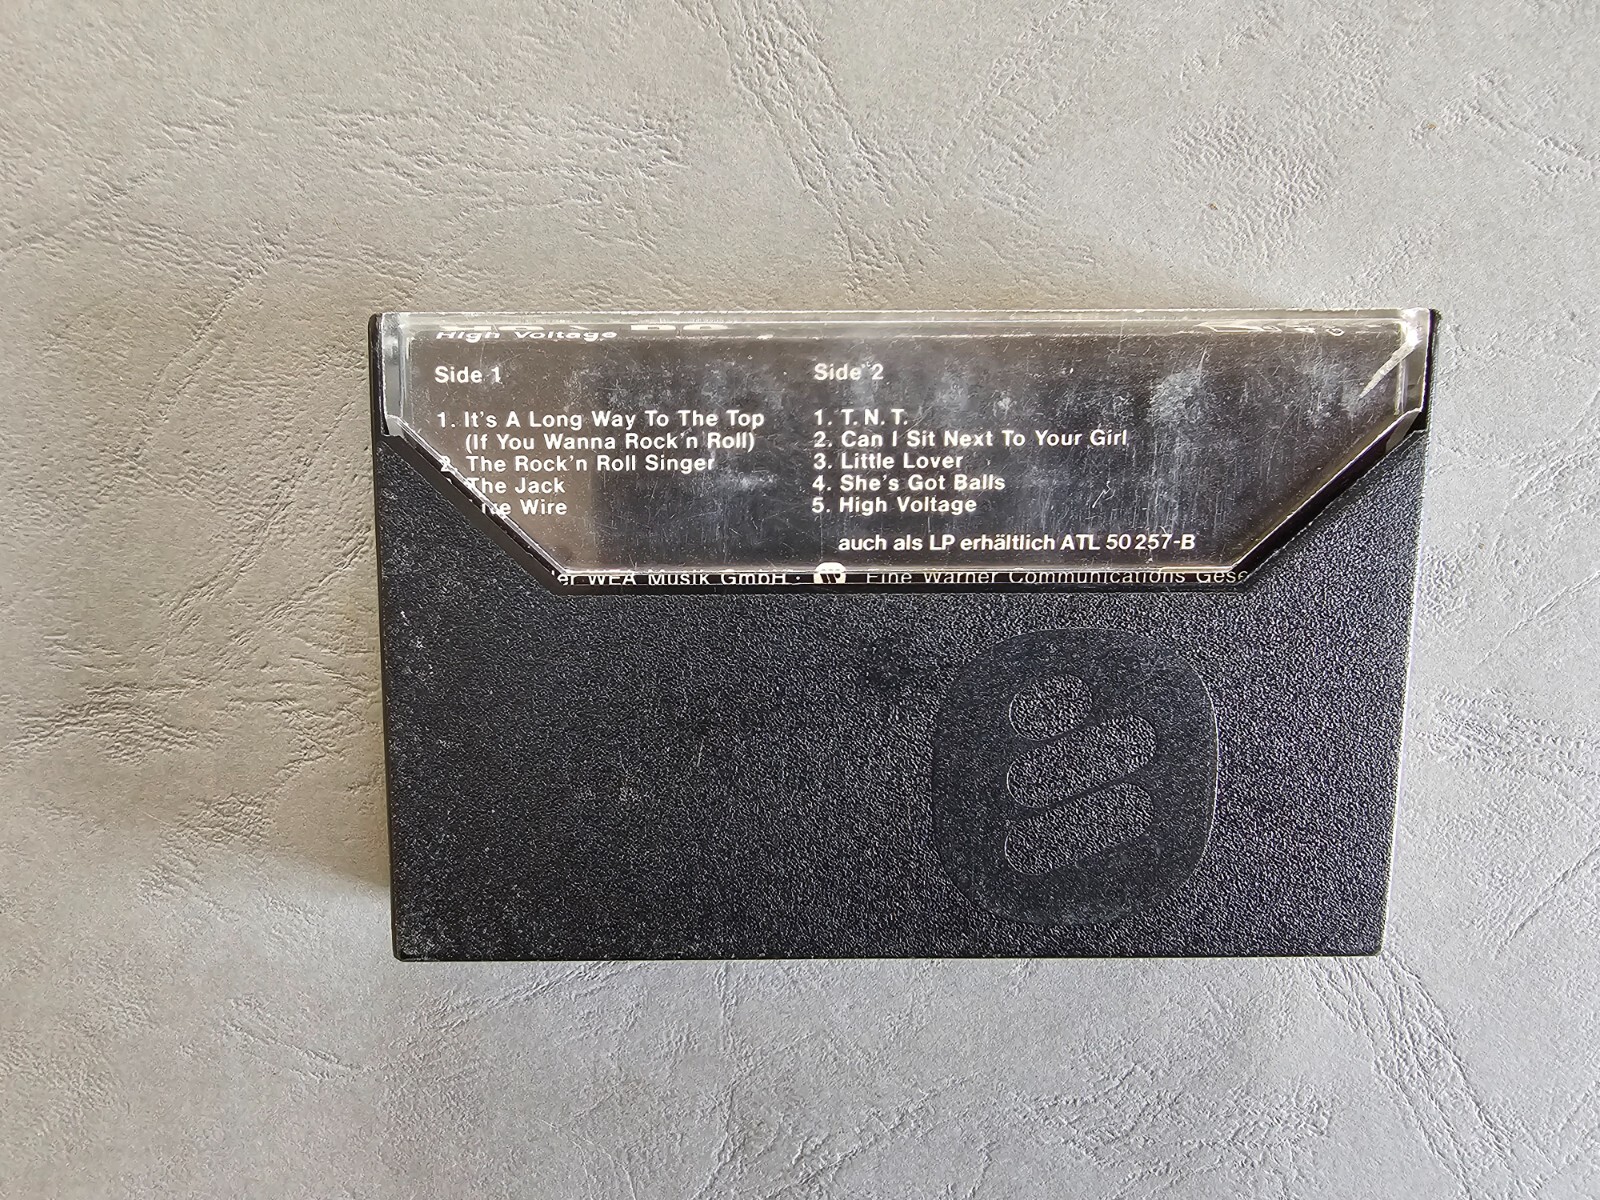 High Voltage
Side 1
1. It's A Long Way To The Top
(If You Wanna Rock'n Roll)
2. The Rock'n Roll Singer
The Jack
Wire
Side 2
1. T. N. T.
2. Can I Sit Next To Your Girl
3. Little Lover
4. She's Got Balls
5. High Voltage
auch als LP erhältlich ATL 50 257-B
WEA Musik GmbH · Eine Warner Communications